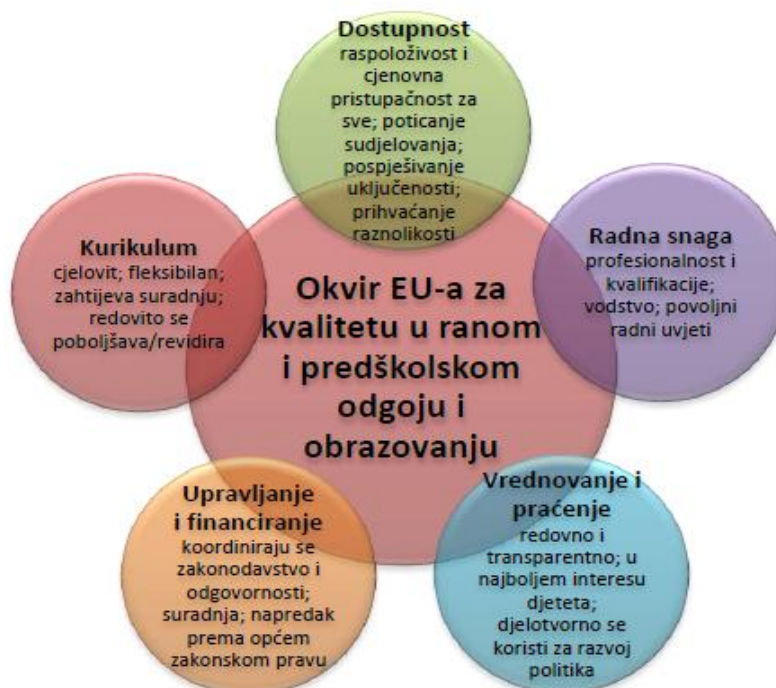 Dostupnost
raspoloživost i
cjenovna
pristupačnost za
sve; poticanje
sudjelovanja;
pospješivanje
uključenosti;
prihvaćanje
raznolikosti
Radna snaga
profesionalnost i
kvalifikacije;
vodstvo; povoljni
radni uvjeti
Vrednovanje i
praćenje
redovno i
transparentno; u
najboljem interesu
djeteta;
djelotvorno se
koristi za razvoj
politika
Upravljanje
i financiranje
koordiniraju se
zakonodavstvo i
odgovornosti;
suradnja; napredak
prema općem
zakonskom pravu
Kurikulum
cjelovit; fleksibilan;
zahtijeva suradnju;
redovito se
poboljšava/revidira
Okvir EU-a za
kvalitetu u ranom
i predškolskom
odgoju i
obrazovanju